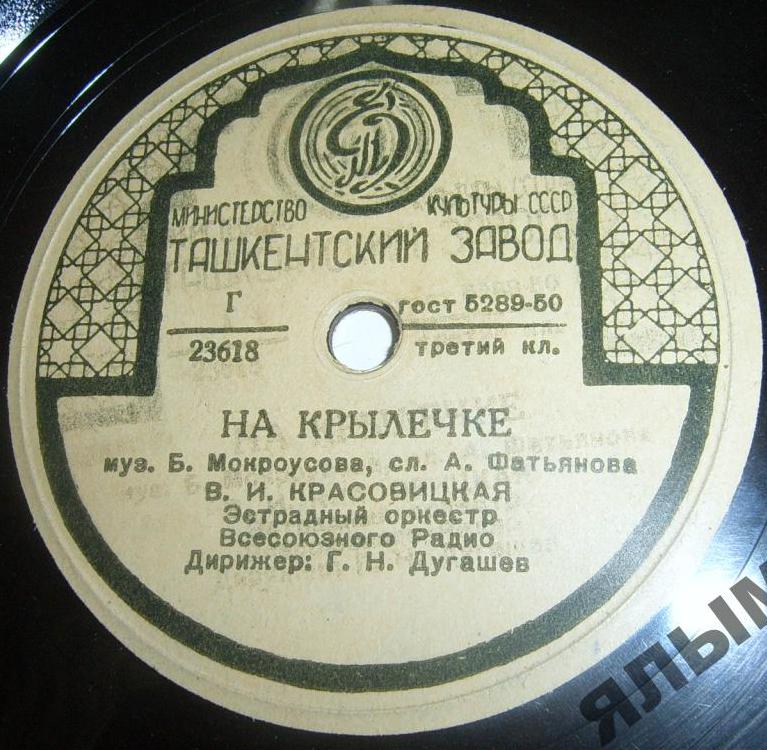 МИНИСТЕРСТВО КУЛЬТУРЫ СССР
ТАШКЕНТСКИЙ ЗАВОД
Г ГОСТ 5289-50
23618 третий кл.
НА КРЫЛЕЧКЕ
муз. Б. Мокроусова, сл. А. Фатьянова
В. И. КРАСОВИЦКАЯ
Эстрадный оркестр
Всесоюзного Радио
Дирижер: Г. Н. Дугашев
ЯЛЫМ